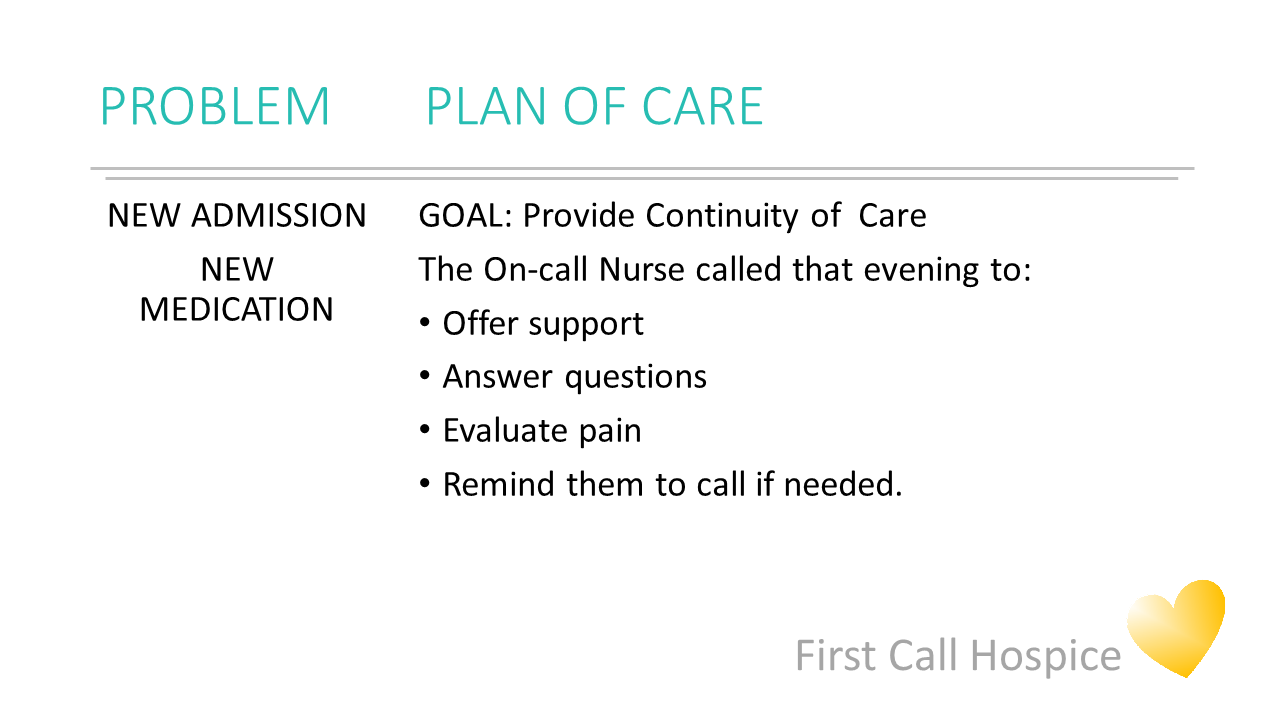 PROBLEM PLAN OF CARE
NEW ADMISSION
NEW
MEDICATION
GOAL: Provide Continuity of Care
The On-call Nurse called that evening to:
• Offer support
• Answer questions
• Evaluate pain
• Remind them to call if needed.
First Call Hospice